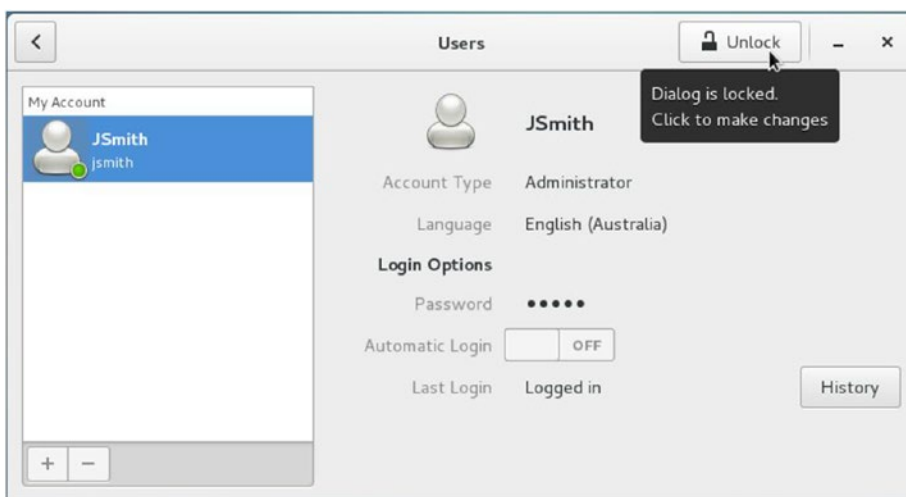 Users
Unlock
Dialog is locked.
Click to make changes
My Account
JSmith
jsmith
JSmith
Account Type Administrator
Language English (Australia)
Login Options
Password •••••
Automatic Login OFF
Last Login Logged in
History